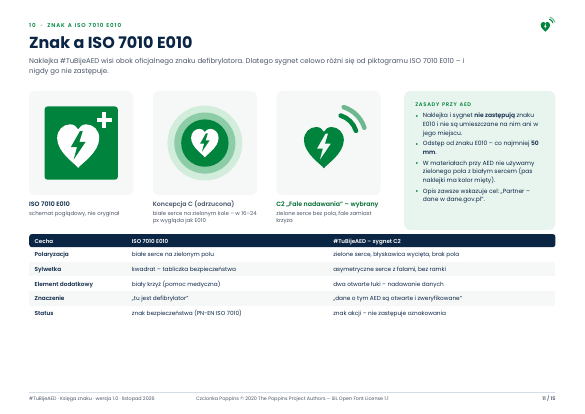 10 · ZNAK A ISO 7010 E010
Znak a ISO 7010 E010
Naklejka #TuBijeAED wisi obok oficjalnego znaku defibrylatora. Dlatego sygnet celowo różni się od piktogramu ISO 7010 E010 – i
nigdy go nie zastępuje.
ISO 7010 E010
schemat poglądowy, nie oryginał
Koncepcja C (odrzucona)
białe serce na zielonym kole – w 16–24
px wygląda jak E010
C2 „Fale nadawania” – wybrany
zielone serce bez pola, fale zamiast
krzyża
ZASADY PRZY AED
• Naklejka i sygnet nie zastępują znaku
E010 i nie są umieszczane na nim ani w
jego miejscu.
• Odstęp od znaku E010 – co najmniej 50
mm.
• W materiałach przy AED nie używamy
zielonego pola z białym sercem (pas
naklejki ma kolor mięty).
• Opis zawsze wskazuje cel: „Partner –
dane w dane.gov.pl”.
Cecha ISO 7010 E010 #TuBijeAED – sygnet C2
Polaryzacja białe serce na zielonym polu zielone serce, błyskawica wycięta, brak pola
Sylwetka kwadrat – tabliczka bezpieczeństwa asymetryczne serce z falami, bez ramki
Element dodatkowy biały krzyż (pomoc medyczna) dwa otwarte łuki – nadawanie danych
Znaczenie „tu jest defibrylator” „dane o tym AED są otwarte i zweryfikowane”
Status znak bezpieczeństwa (PN-EN ISO 7010) znak akcji – nie zastępuje oznakowania
#TuBijeAED · Księga znaku · wersja 1.0 · listopad 2026 Czcionka Poppins © 2020 The Poppins Project Authors – SIL Open Font License 1.1 11 / 15